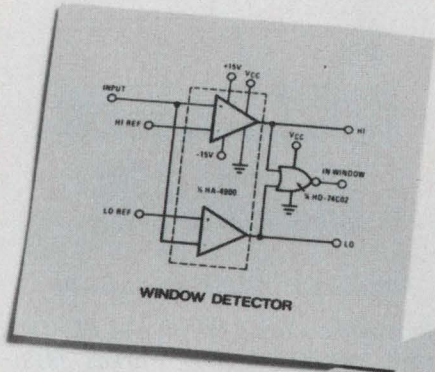 +15V VCC
INPUT
HI REF
HI
VCC
-15V
IN WINDOW
½ HA-4900
¼ HD-74C02
LO REF
LO
WINDOW DETECTOR